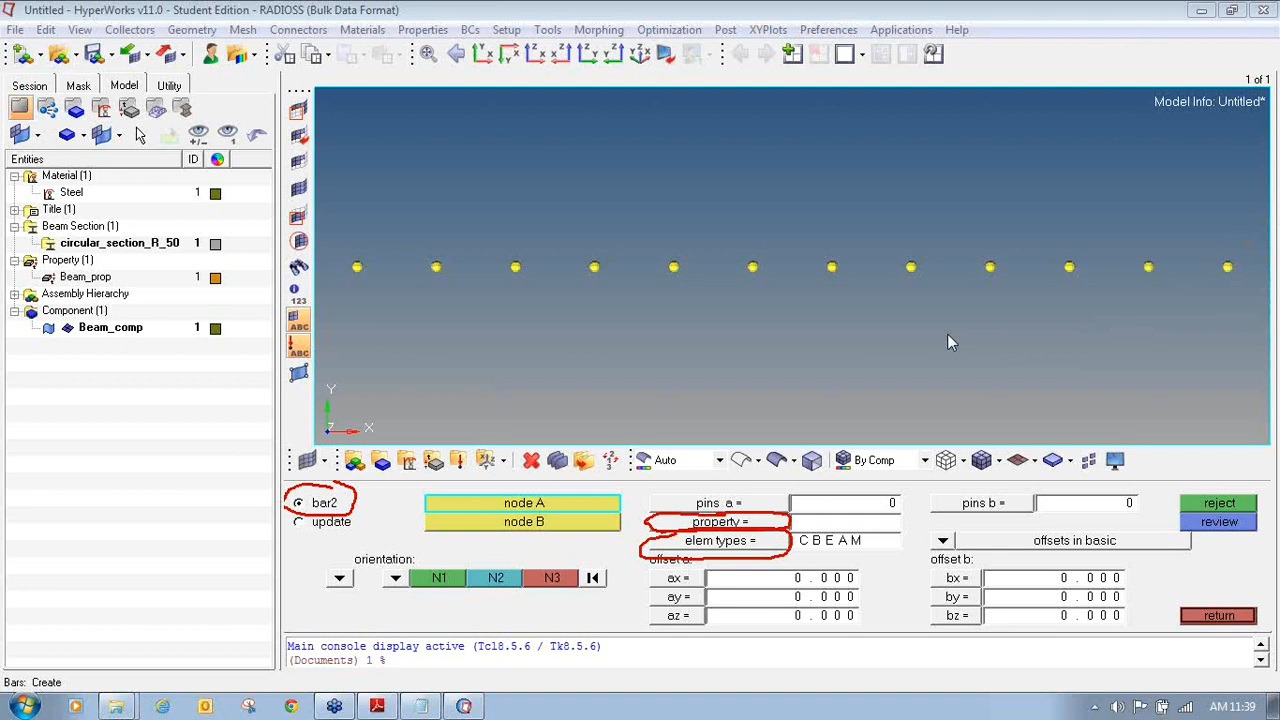 Untitled - HyperWorks v11.0 - Student Edition - RADIOSS (Bulk Data Format)
File Edit View Collectors Geometry Mesh Connectors Materials Properties BCs Setup Tools Morphing Optimization Post XYPlots Preferences Applications Help
1 of 1
Session Mask Model Utility
Model Info: Untitled*
Entities ID
Material (1)
Steel 1
Title (1)
Beam Section (1)
circular_section_R_50 1
Property (1)
Beam_prop 1
Assembly Hierarchy
Component (1)
Beam_comp 1
123
ABC
ABC
Y
Z X
Auto By Comp
bar2 node A pins a = 0 pins b = 0 reject
update node B property = review
elem types = CBEAM offsets in basic
orientation: offset a: offset b:
N1 N2 N3 ax = 0.000 bx = 0.000
ay = 0.000 by = 0.000
az = 0.000 bz = 0.000 return
Main console display active (Tcl8.5.6 / Tk8.5.6)
(Documents) 1 %
Bars: Create
AM 11:39